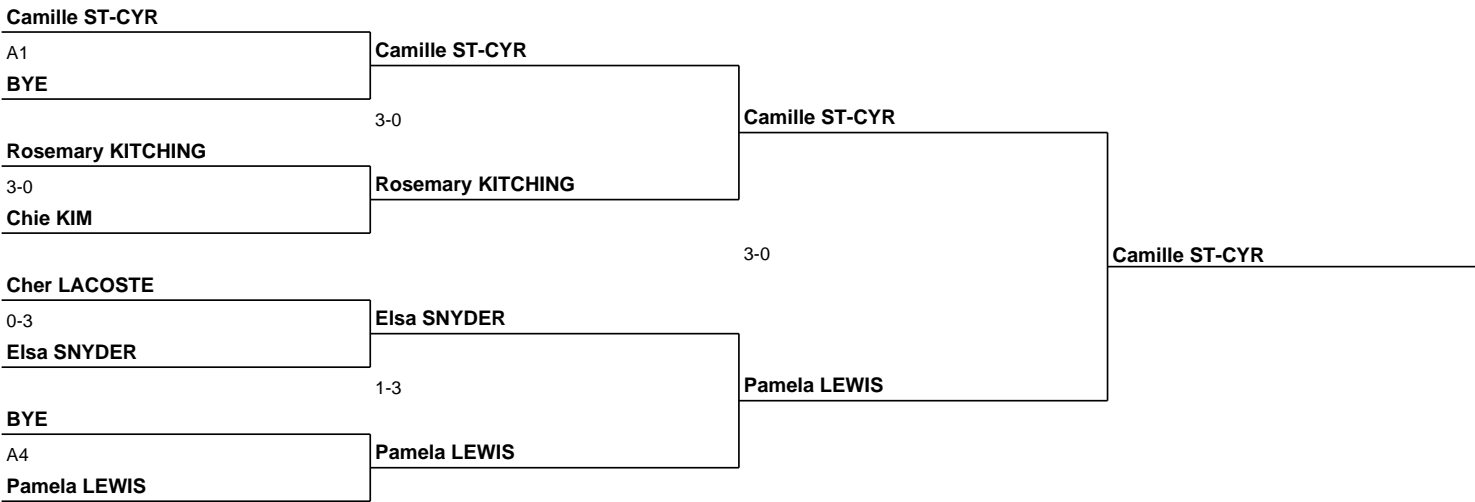 Camille ST-CYR
A1
BYE
Camille ST-CYR
3-0
Rosemary KITCHING
3-0
Chie KIM
Rosemary KITCHING
Camille ST-CYR
3-0
Camille ST-CYR
Cher LACOSTE
0-3
Elsa SNYDER
Elsa SNYDER
1-3
BYE
A4
Pamela LEWIS
Pamela LEWIS
Pamela LEWIS